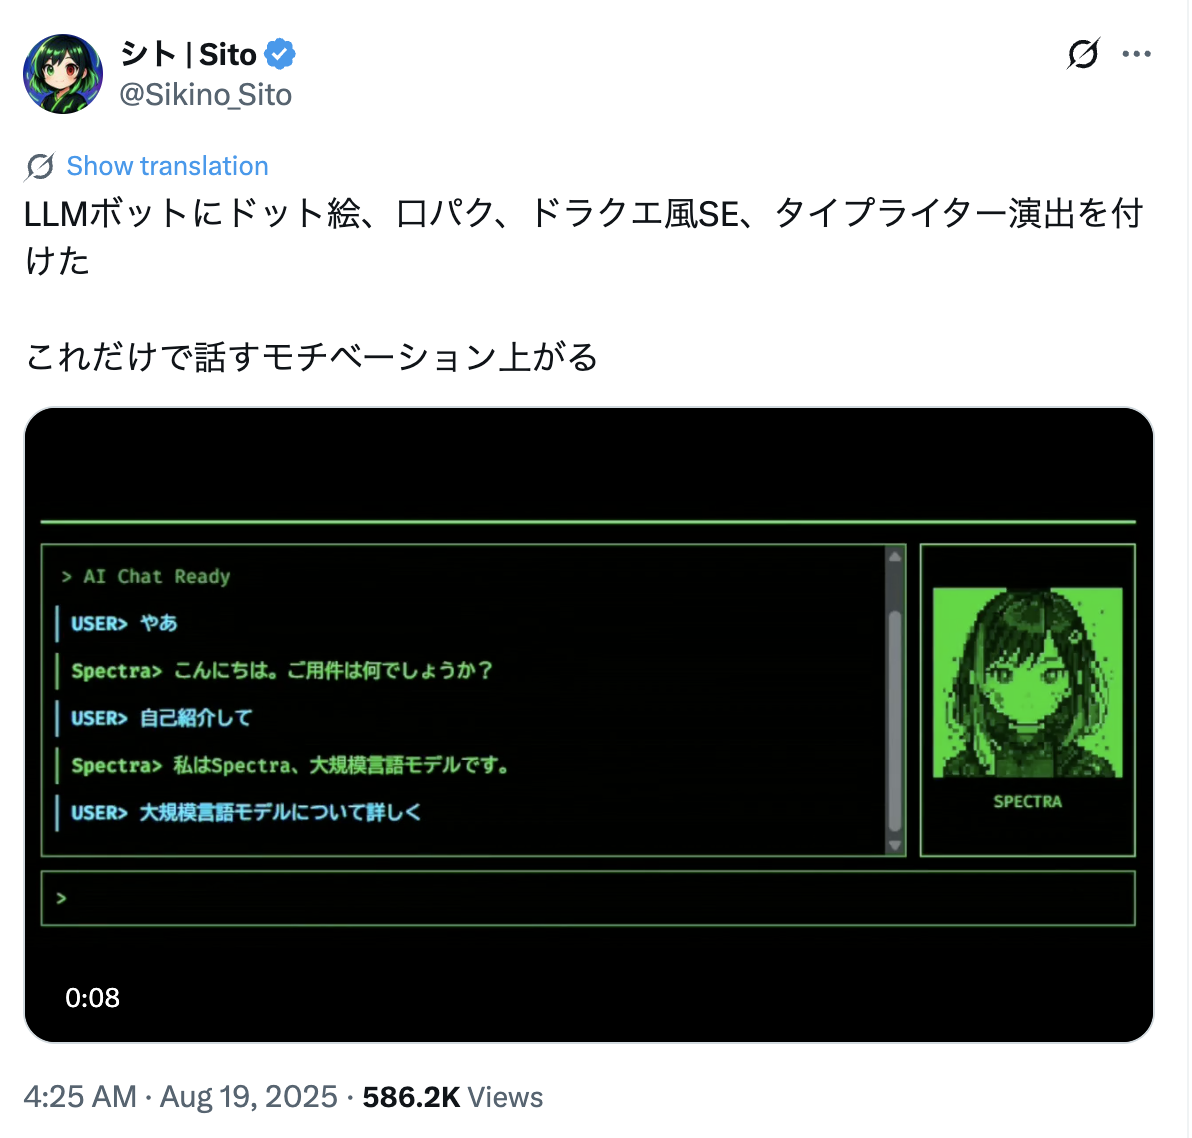 シト | Sito
@Sikino_Sito
Show translation
LLMボットにドット絵、口パク、ドラクエ風SE、タイプライター演出を付
けた
これだけで話すモチベーション上がる
> AI Chat Ready
USER> やあ
Spectra> こんにちは。ご用件は何でしょうか？
USER> 自己紹介して
Spectra> 私はSpectra、大規模言語モデルです。
USER> 大規模言語モデルについて詳しく
SPECTRA
>
0:08
4:25 AM · Aug 19, 2025 · 586.2K Views